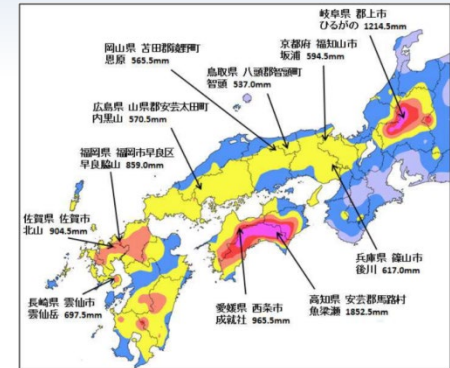 岐阜県 郡上市
ひるがの 1214.5mm
京都府 福知山市
坂浦 594.5mm
岡山県 苫田郡鏡野町
恩原 565.5mm
鳥取県 八頭郡智頭町
智頭 537.0mm
広島県 山県郡安芸太田町
内黒山 570.5mm
福岡県 福岡市早良区
早良脇山 859.0mm
佐賀県 佐賀市
北山 904.5mm
長崎県 雲仙市
雲仙岳 697.5mm
愛媛県 西条市
成就社 965.5mm
高知県 安芸郡馬路村
魚梁瀬 1852.5mm
兵庫県 篠山市
後川 617.0mm